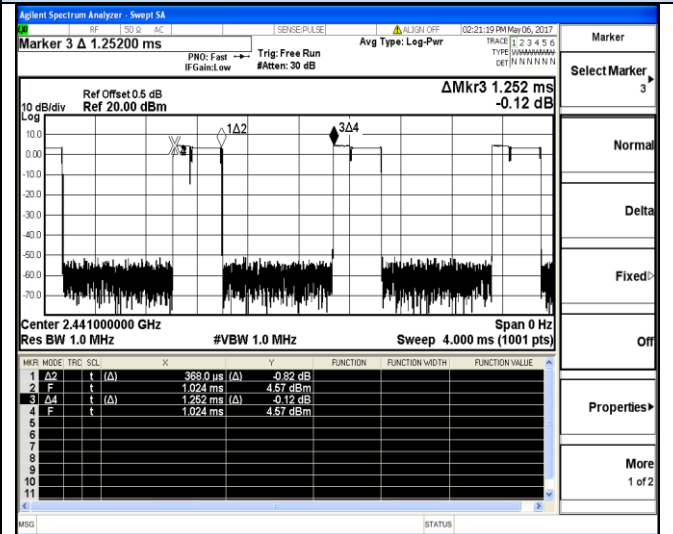 Agilent Spectrum Analyzer - Swept SA
RF 50 Ω AC SENSE:PULSE ALIGN OFF 02:21:19 PM May 06, 2017
Marker 3 Δ 1.25200 ms
Avg Type: Log-Pwr
TRACE 1 2 3 4 5 6
TYPE WWWWWW
DET N N N N N N
PNO: Fast
IFGain:Low
Trig: Free Run
#Atten: 30 dB
ΔMkr3 1.252 ms
-0.12 dB
Ref Offset 0.5 dB
10 dB/div Ref 20.00 dBm
Log
1Δ2
3Δ4
10.0
0.00
-10.0
-20.0
-30.0
-40.0
-50.0
-60.0
-70.0
Center 2.441000000 GHz Span 0 Hz
Res BW 1.0 MHz #VBW 1.0 MHz Sweep 4.000 ms (1001 pts)
MKR MODE TRC SCL X Y FUNCTION FUNCTION WIDTH FUNCTION VALUE
1 Δ2 t (Δ) 368.0 µs (Δ) -0.82 dB
2 F t 1.024 ms 4.57 dBm
3 Δ4 t (Δ) 1.252 ms (Δ) -0.12 dB
4 F t 1.024 ms 4.57 dBm
5
6
7
8
9
10
11
MSG STATUS
Marker
Select Marker
3
Normal
Delta
Fixed
Off
Properties
More
1 of 2